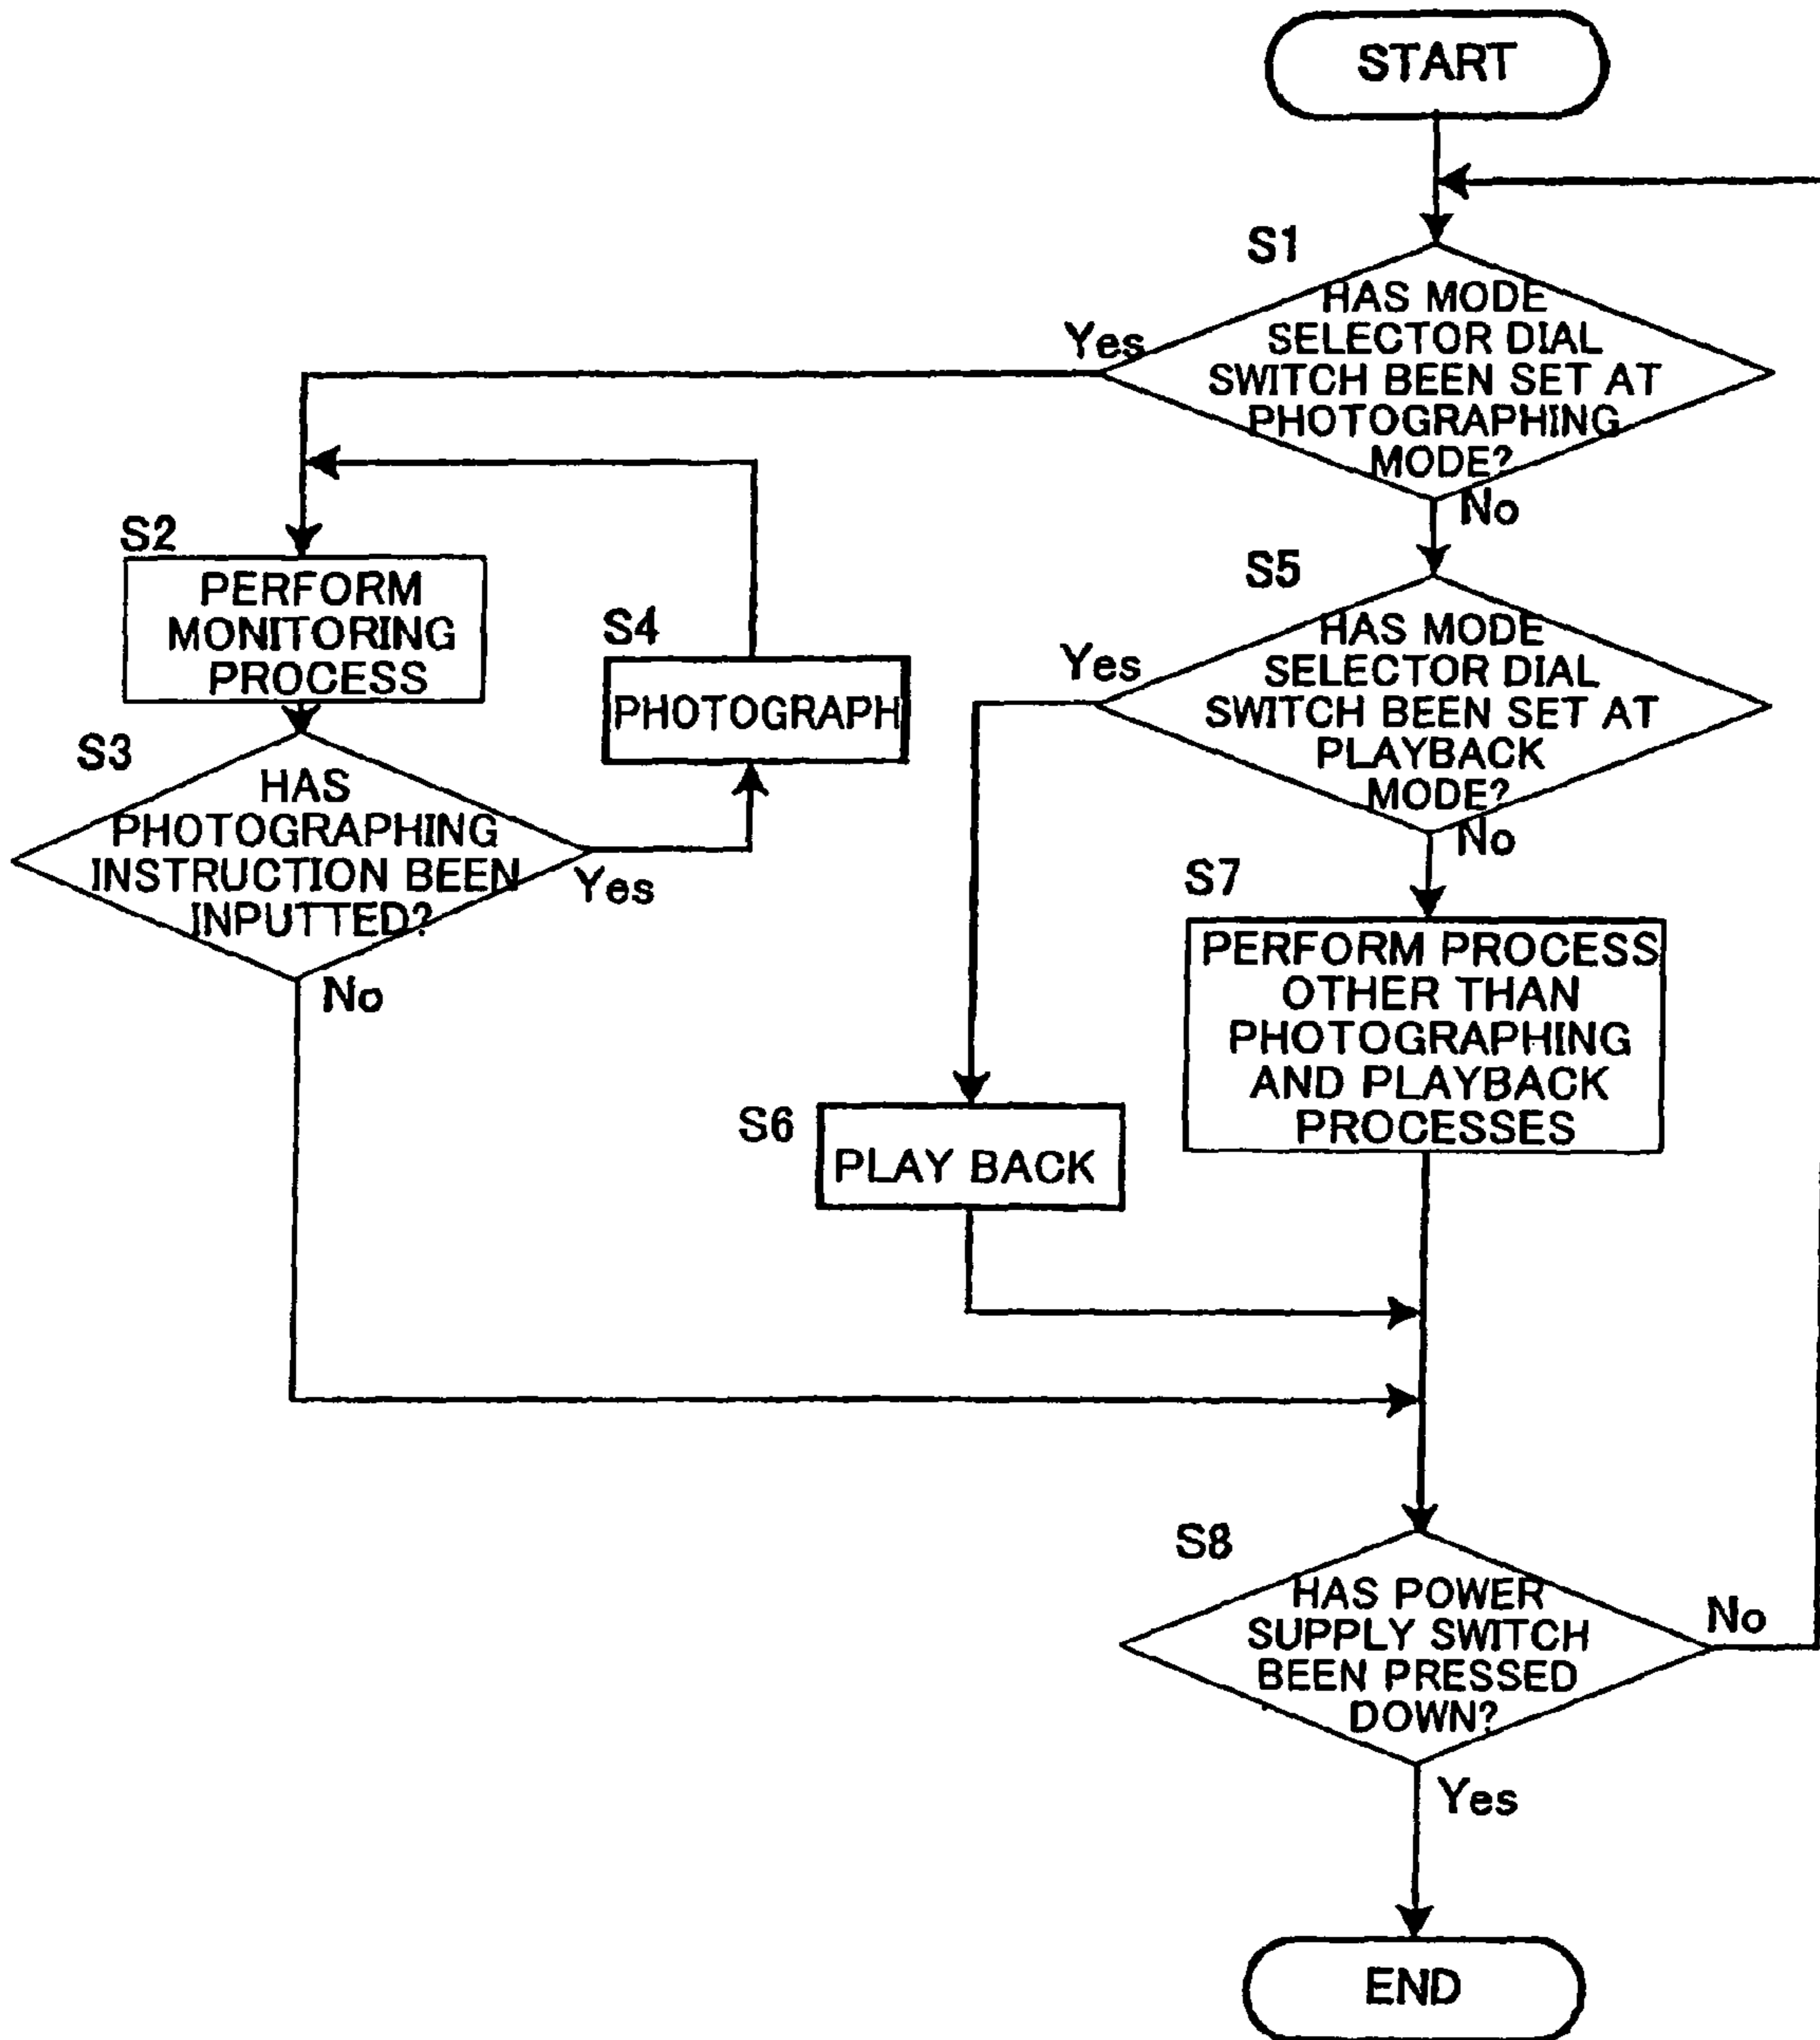 START
S1
HAS MODE
SELECTOR DIAL
SWITCH BEEN SET AT
PHOTOGRAPHING
MODE?
Yes
No
S2
PERFORM
MONITORING
PROCESS
S3
HAS
PHOTOGRAPHING
INSTRUCTION BEEN
INPUTTED?
Yes
No
S4
PHOTOGRAPH
S5
HAS MODE
SELECTOR DIAL
SWITCH BEEN SET AT
PLAYBACK
MODE?
Yes
No
S6
PLAY BACK
S7
PERFORM PROCESS
OTHER THAN
PHOTOGRAPHING
AND PLAYBACK
PROCESSES
S8
HAS POWER
SUPPLY SWITCH
BEEN PRESSED
DOWN?
No
Yes
END